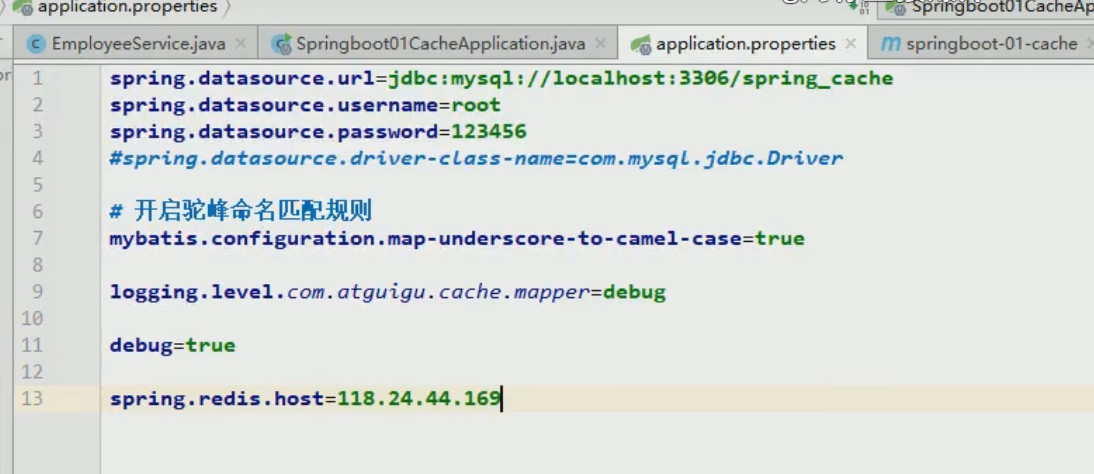 application.properties
Springboot01CacheAp
EmployeeService.java
Springboot01CacheApplication.java
application.properties
springboot-01-cache
1 spring.datasource.url=jdbc:mysql://localhost:3306/spring_cache
2 spring.datasource.username=root
3 spring.datasource.password=123456
4 #spring.datasource.driver-class-name=com.mysql.jdbc.Driver
5
6 # 开启驼峰命名匹配规则
7 mybatis.configuration.map-underscore-to-camel-case=true
8
9 logging.level.com.atguigu.cache.mapper=debug
10
11 debug=true
12
13 spring.redis.host=118.24.44.169